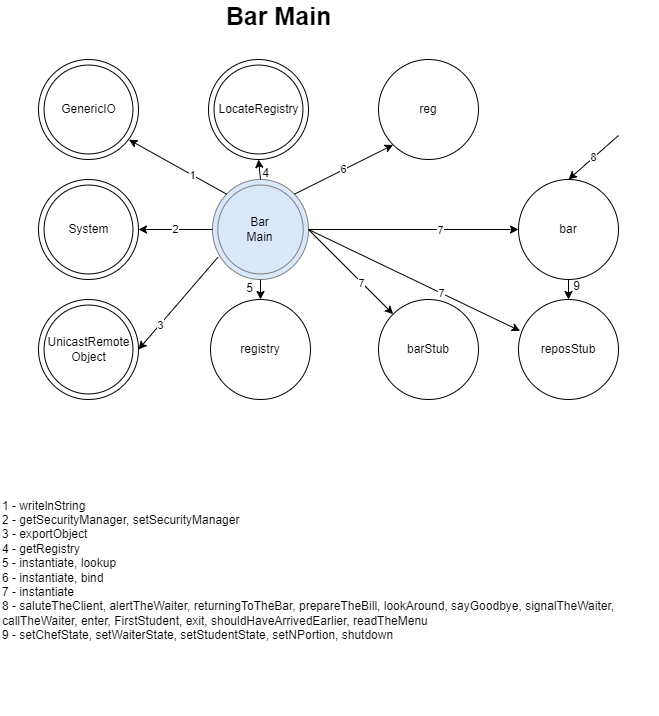 Bar Main
GenericIO
LocateRegistry
reg
8
1
4
6
System
2
Bar
Main
7
bar
5
7
7
9
3
UnicastRemote
Object
registry
barStub
reposStub
1 - writelnString
2 - getSecurityManager, setSecurityManager
3 - exportObject
4 - getRegistry
5 - instantiate, lookup
6 - instantiate, bind
7 - instantiate
8 - saluteTheClient, alertTheWaiter, returningToTheBar, prepareTheBill, lookAround, sayGoodbye, signalTheWaiter,
callTheWaiter, enter, FirstStudent, exit, shouldHaveArrivedEarlier, readTheMenu
9 - setChefState, setWaiterState, setStudentState, setNPortion, shutdown